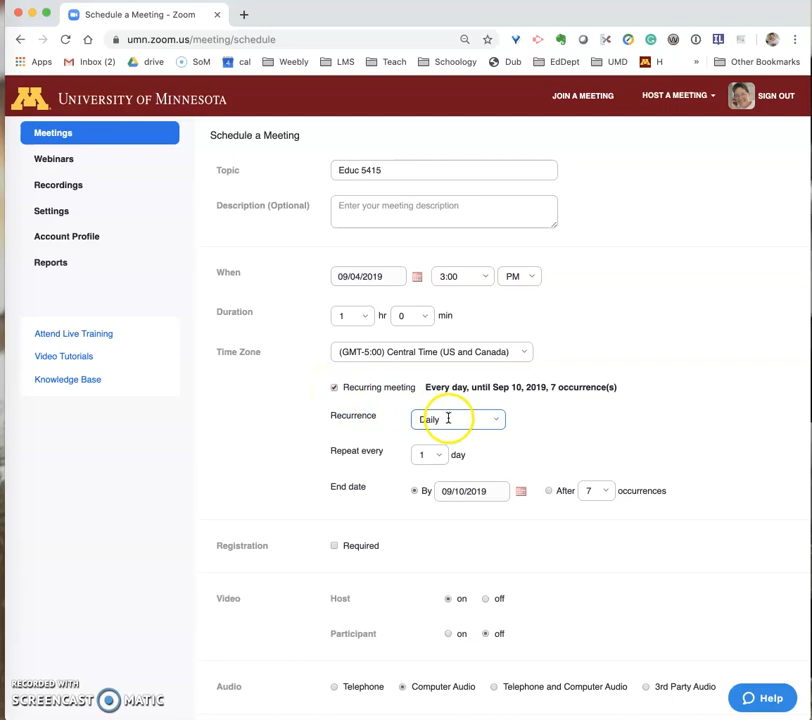 Schedule a Meeting - Zoom
umn.zoom.us/meeting/schedule
Apps Inbox (2) drive SoM cal Weebly LMS Teach Schoology Dub EdDept UMD H » Other Bookmarks
UNIVERSITY OF MINNESOTA JOIN A MEETING HOST A MEETING SIGN OUT
Meetings
Webinars
Recordings
Settings
Account Profile
Reports
Attend Live Training
Video Tutorials
Knowledge Base
Schedule a Meeting
Topic Educ 5415
Description (Optional) Enter your meeting description
When 09/04/2019 3:00 PM
Duration 1 hr 0 min
Time Zone (GMT-5:00) Central Time (US and Canada)
Recurring meeting Every day, until Sep 10, 2019, 7 occurrence(s)
Recurrence Daily
Repeat every 1 day
End date By 09/10/2019 After 7 occurrences
Registration Required
Video Host on off
Participant on off
Audio Telephone Computer Audio Telephone and Computer Audio 3rd Party Audio
RECORDED WITH
SCREENCAST MATIC
Help